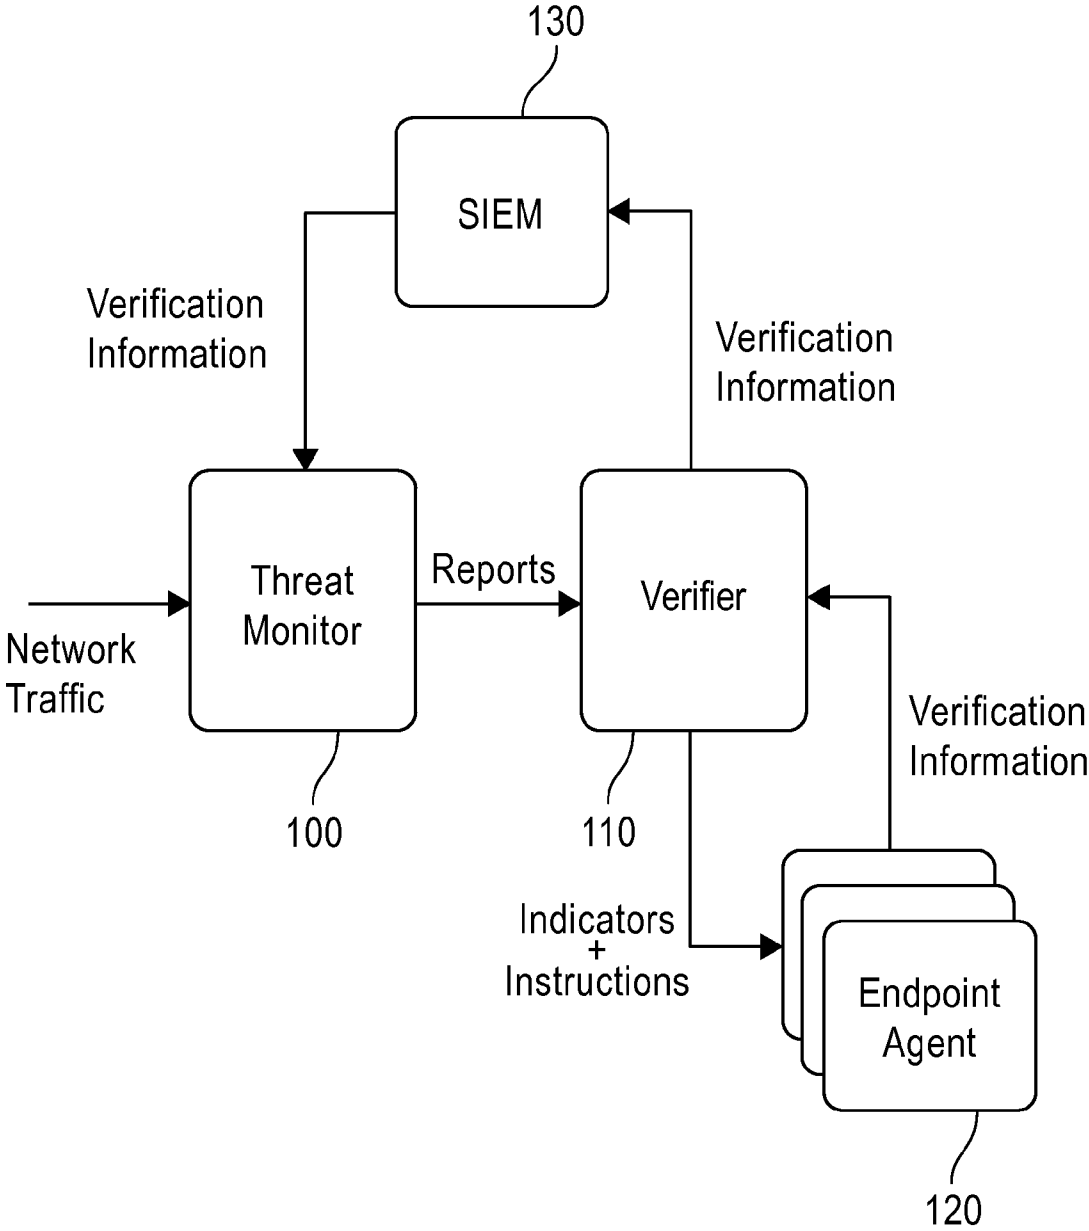 130
SIEM
Verification
Information
Verification
Information
Threat
Monitor
Reports
Verifier
Network
Traffic
Verification
Information
100
110
Indicators
+
Instructions
Endpoint
Agent
120